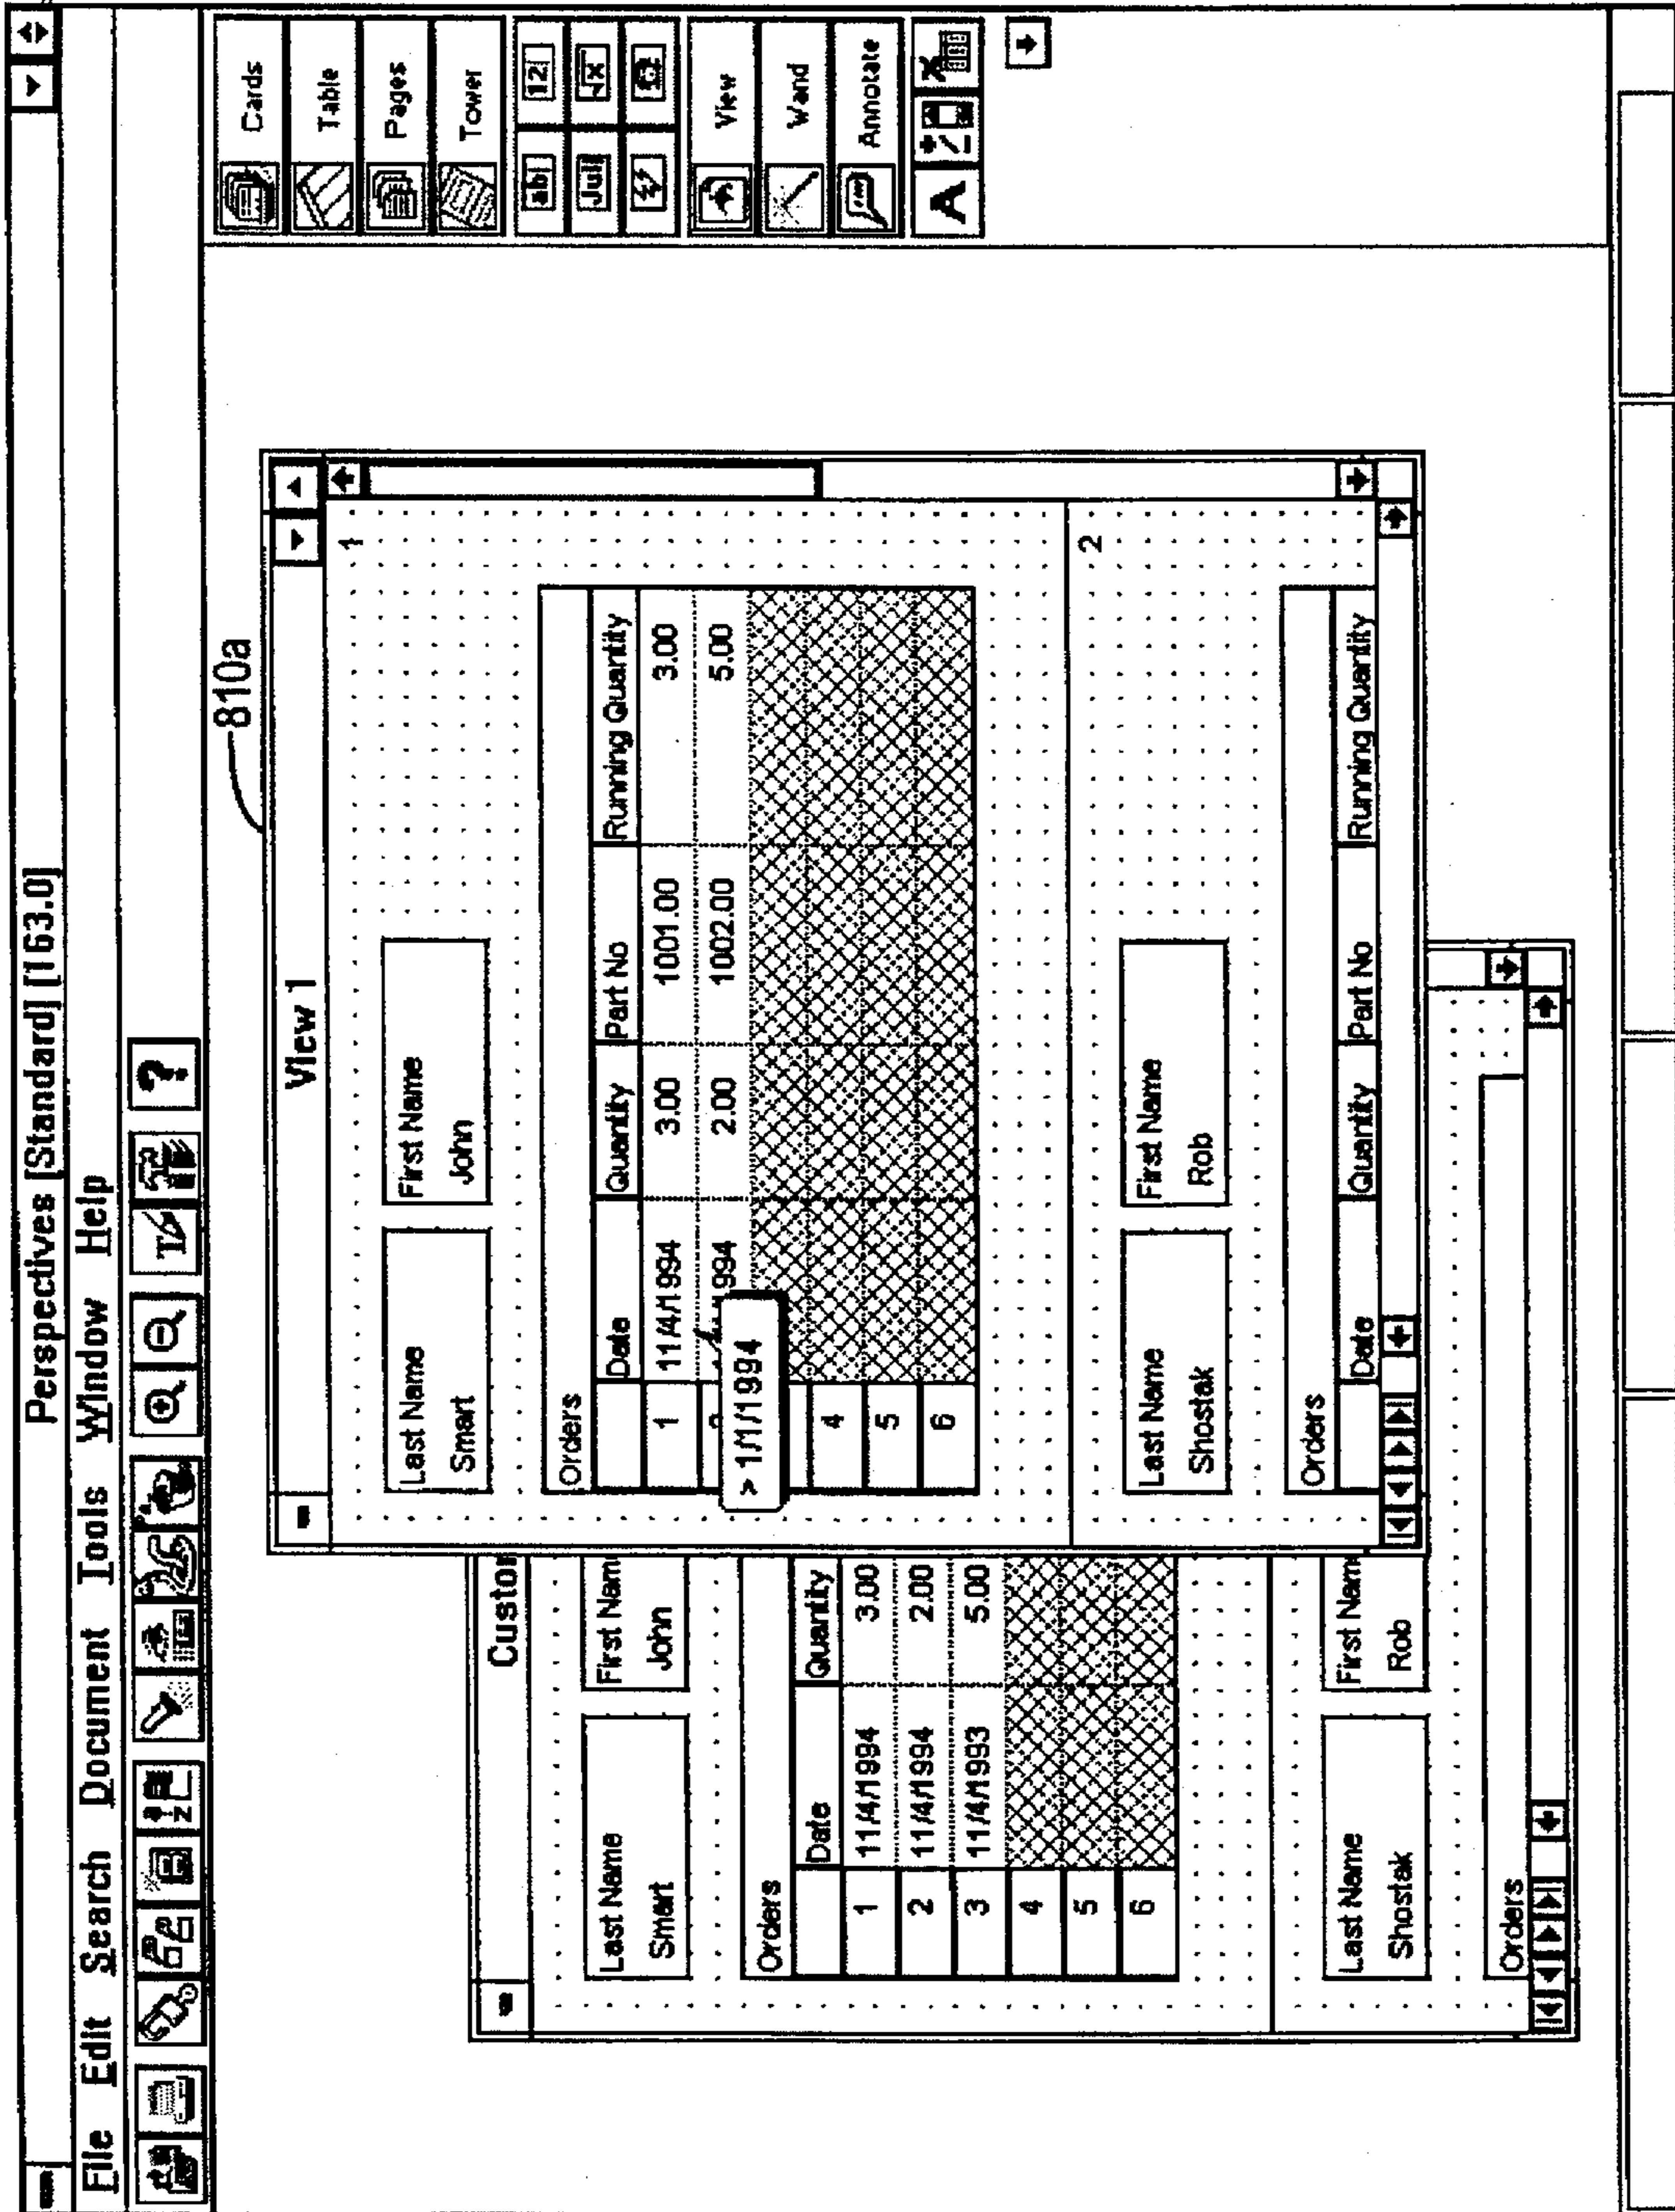 Perspectives [Standard] [163.0]
File Edit Search Document Tools Window Help
?
810a
Cards
Table
Pages
Tower
ab| 12|
Jul √x
View
Wand
Annotate
A
View 1
1
Last Name First Name
Smart John
Orders
Date Quantity Part No Running Quantity
1 11/4/1994 3.00 1001.00 3.00
994 2.00 1002.00 5.00
> 1/1/1994
4
5
6
2
Last Name First Name
Shostak Rob
Orders
Date Quantity Part No Running Quantity
Custo
Last Name First Nam
Smart John
Orders
Date Quantity
1 11/4/1994 3.00
2 11/4/1994 2.00
3 11/4/1993 5.00
4
5
6
Last Name First Nam
Shostak Rob
Orders